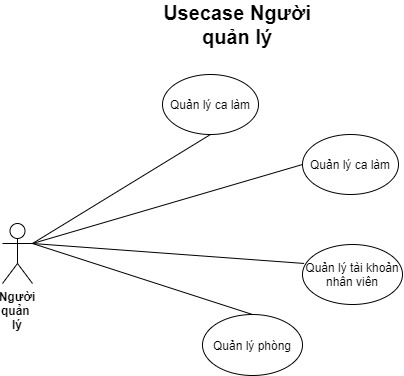 Usecase Người
quản lý
Quản lý ca làm
Quản lý ca làm
Quản lý tài khoản
nhân viên
Người
quản
lý
Quản lý phòng